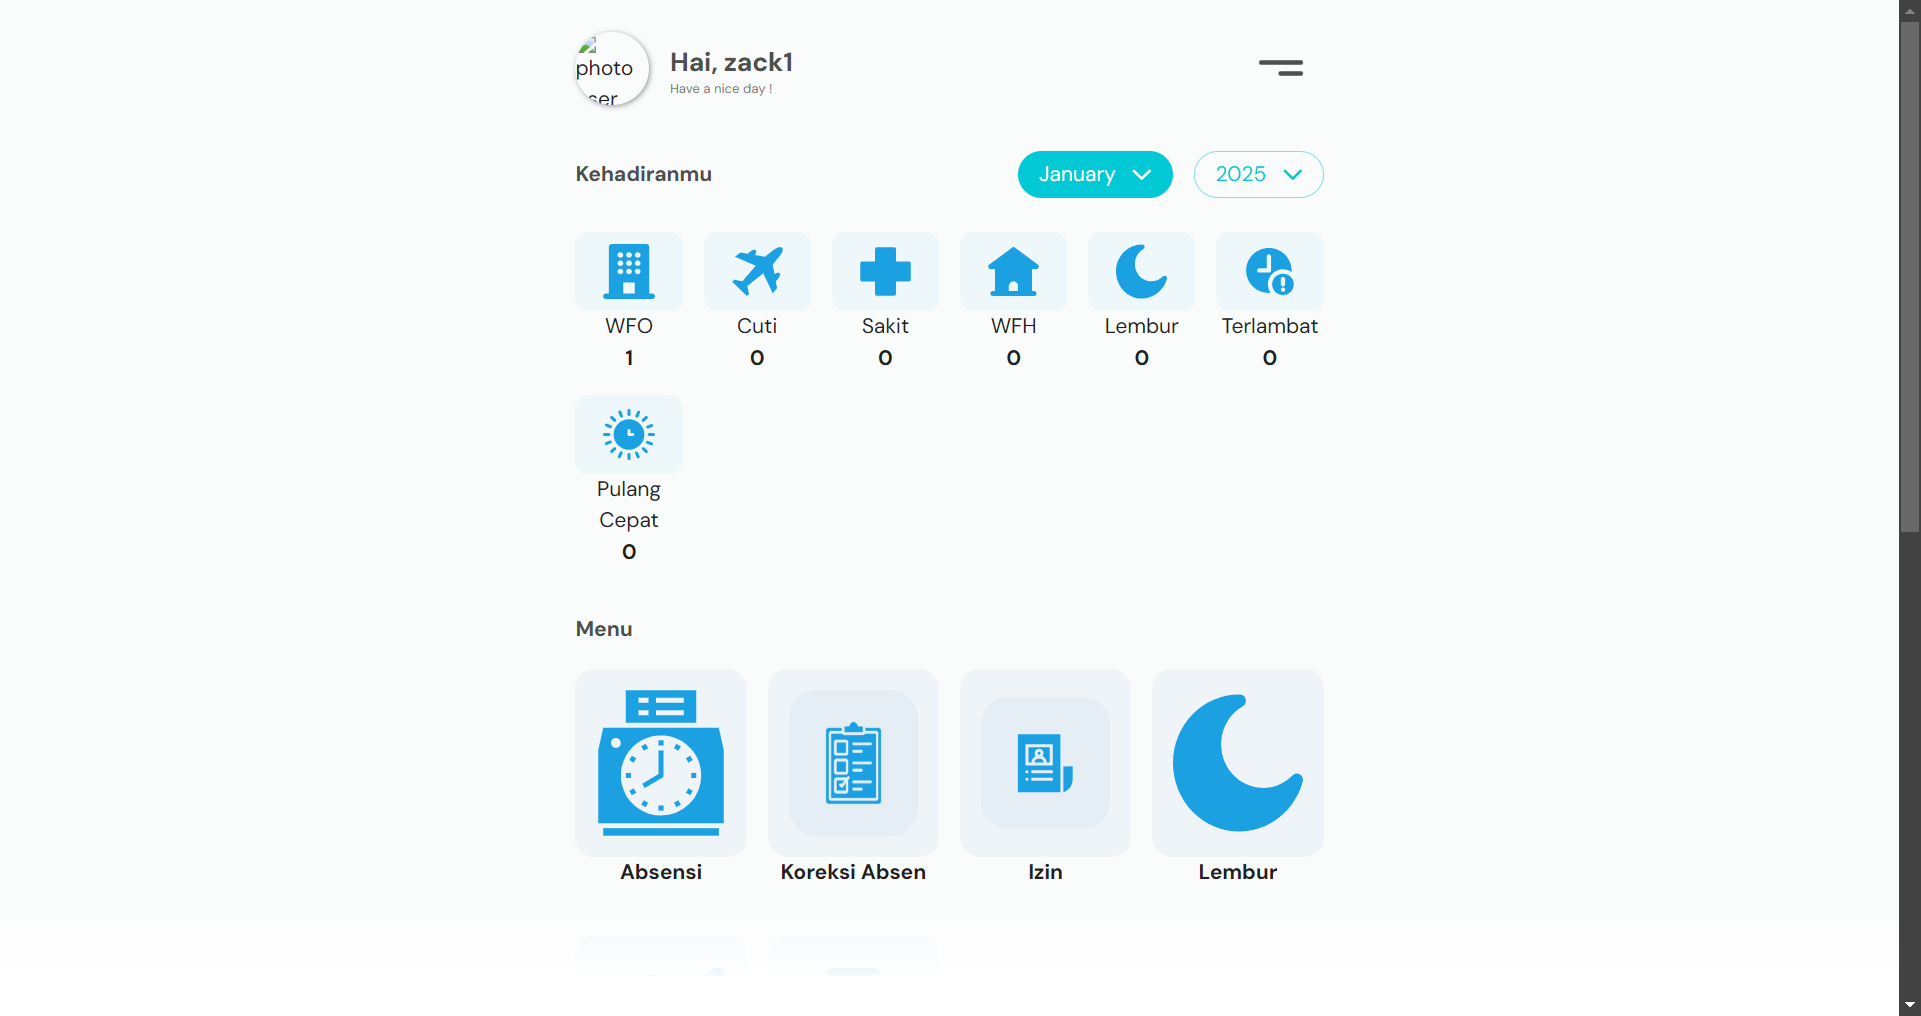 photo
ser
Hai, zack1
Have a nice day !
Kehadiranmu
January
2025
WFO
Cuti
Sakit
WFH
Lembur
Terlambat
1
0
0
0
0
0
Pulang
Cepat
0
Menu
Absensi
Koreksi Absen
Izin
Lembur